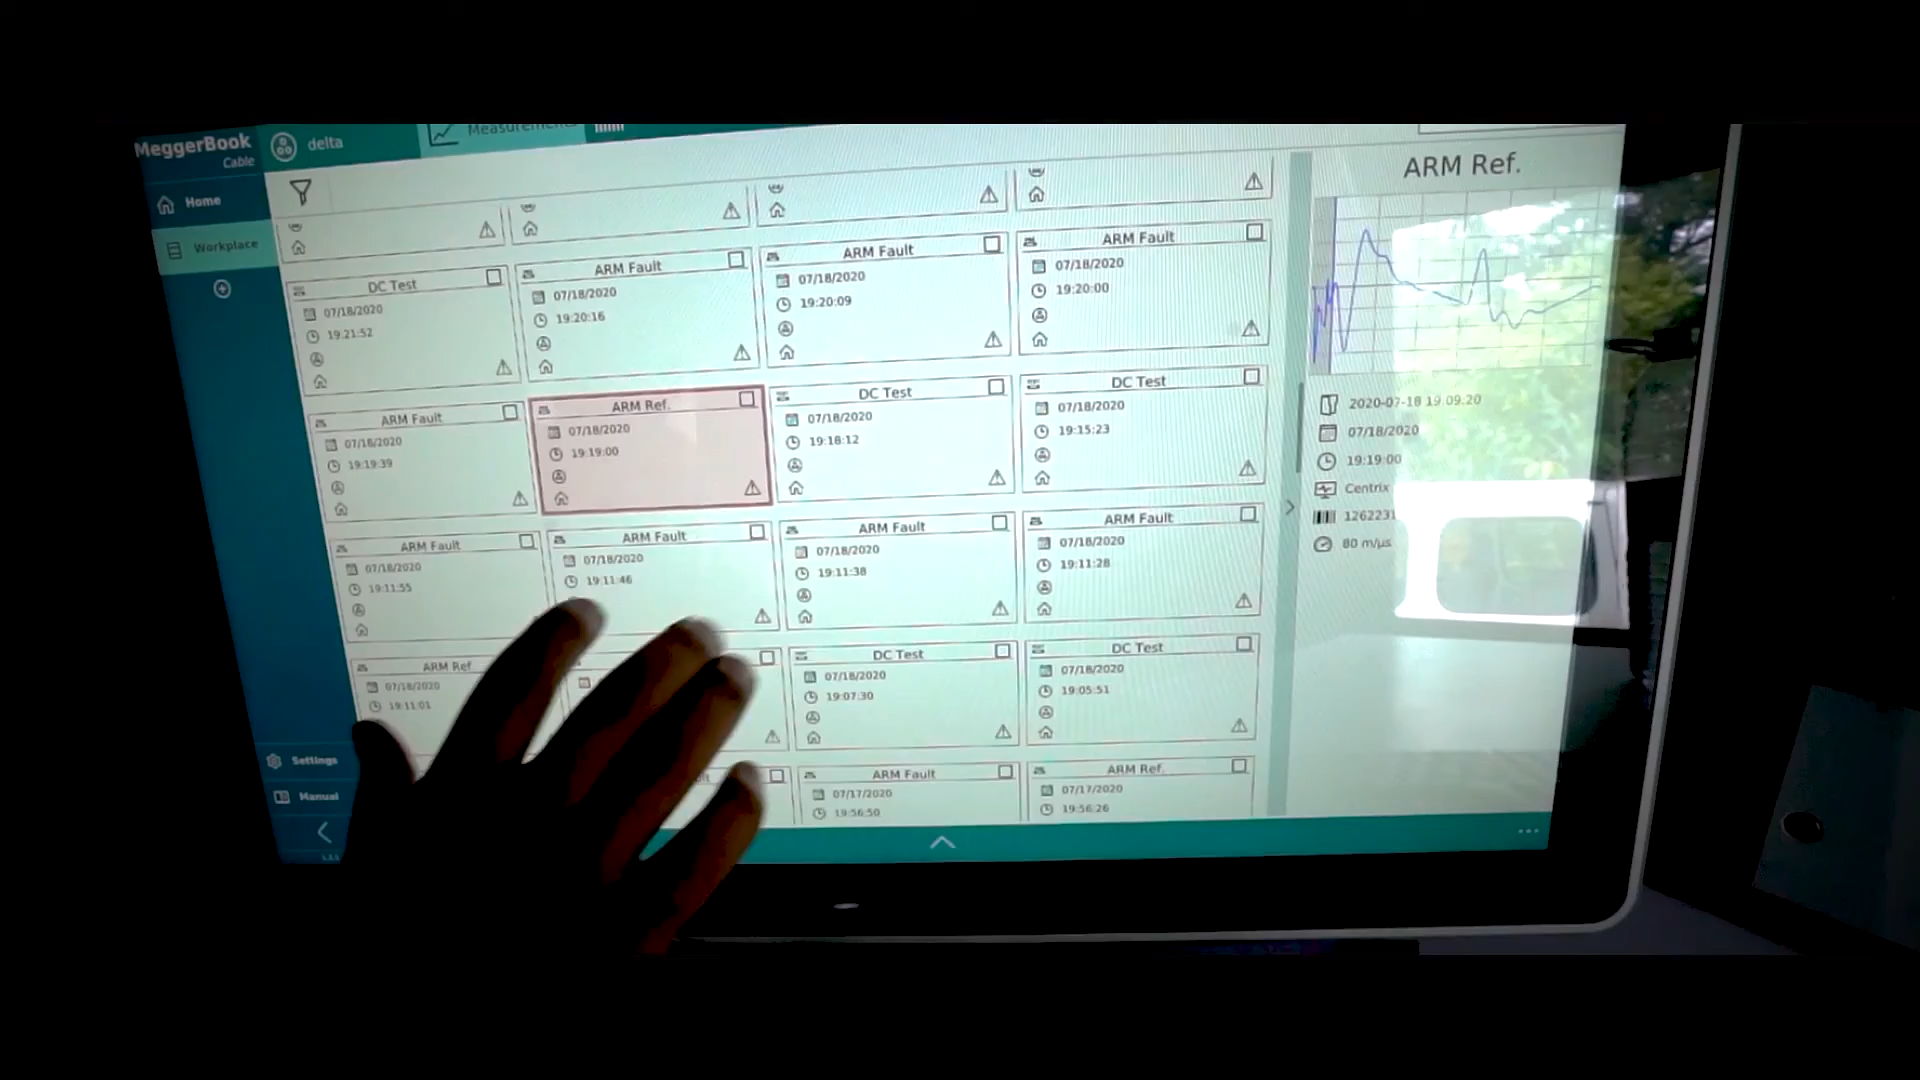 MeggerBook
Cable
delta
Measurements
Home
Workplace
DC Test
07/18/2020
19:21:52
ARM Fault
07/18/2020
19:20:16
ARM Fault
07/18/2020
19:20:09
ARM Fault
07/18/2020
19:20:00
ARM Fault
07/18/2020
19:19:39
ARM Ref.
07/18/2020
19:19:00
DC Test
07/18/2020
19:18:12
DC Test
07/18/2020
19:15:23
ARM Fault
07/18/2020
19:11:55
ARM Fault
07/18/2020
19:11:46
ARM Fault
07/18/2020
19:11:38
ARM Fault
07/18/2020
19:11:28
ARM Ref
07/18/2020
19:11:01
DC Test
07/18/2020
19:07:30
DC Test
07/18/2020
19:05:51
ARM Fault
07/17/2020
19:56:50
ARM Ref.
07/17/2020
19:56:26
Settings
Manual
ARM Ref.
2020-07-18 19.09.20
07/18/2020
19:19:00
Centrix
1262231
80 m/µs